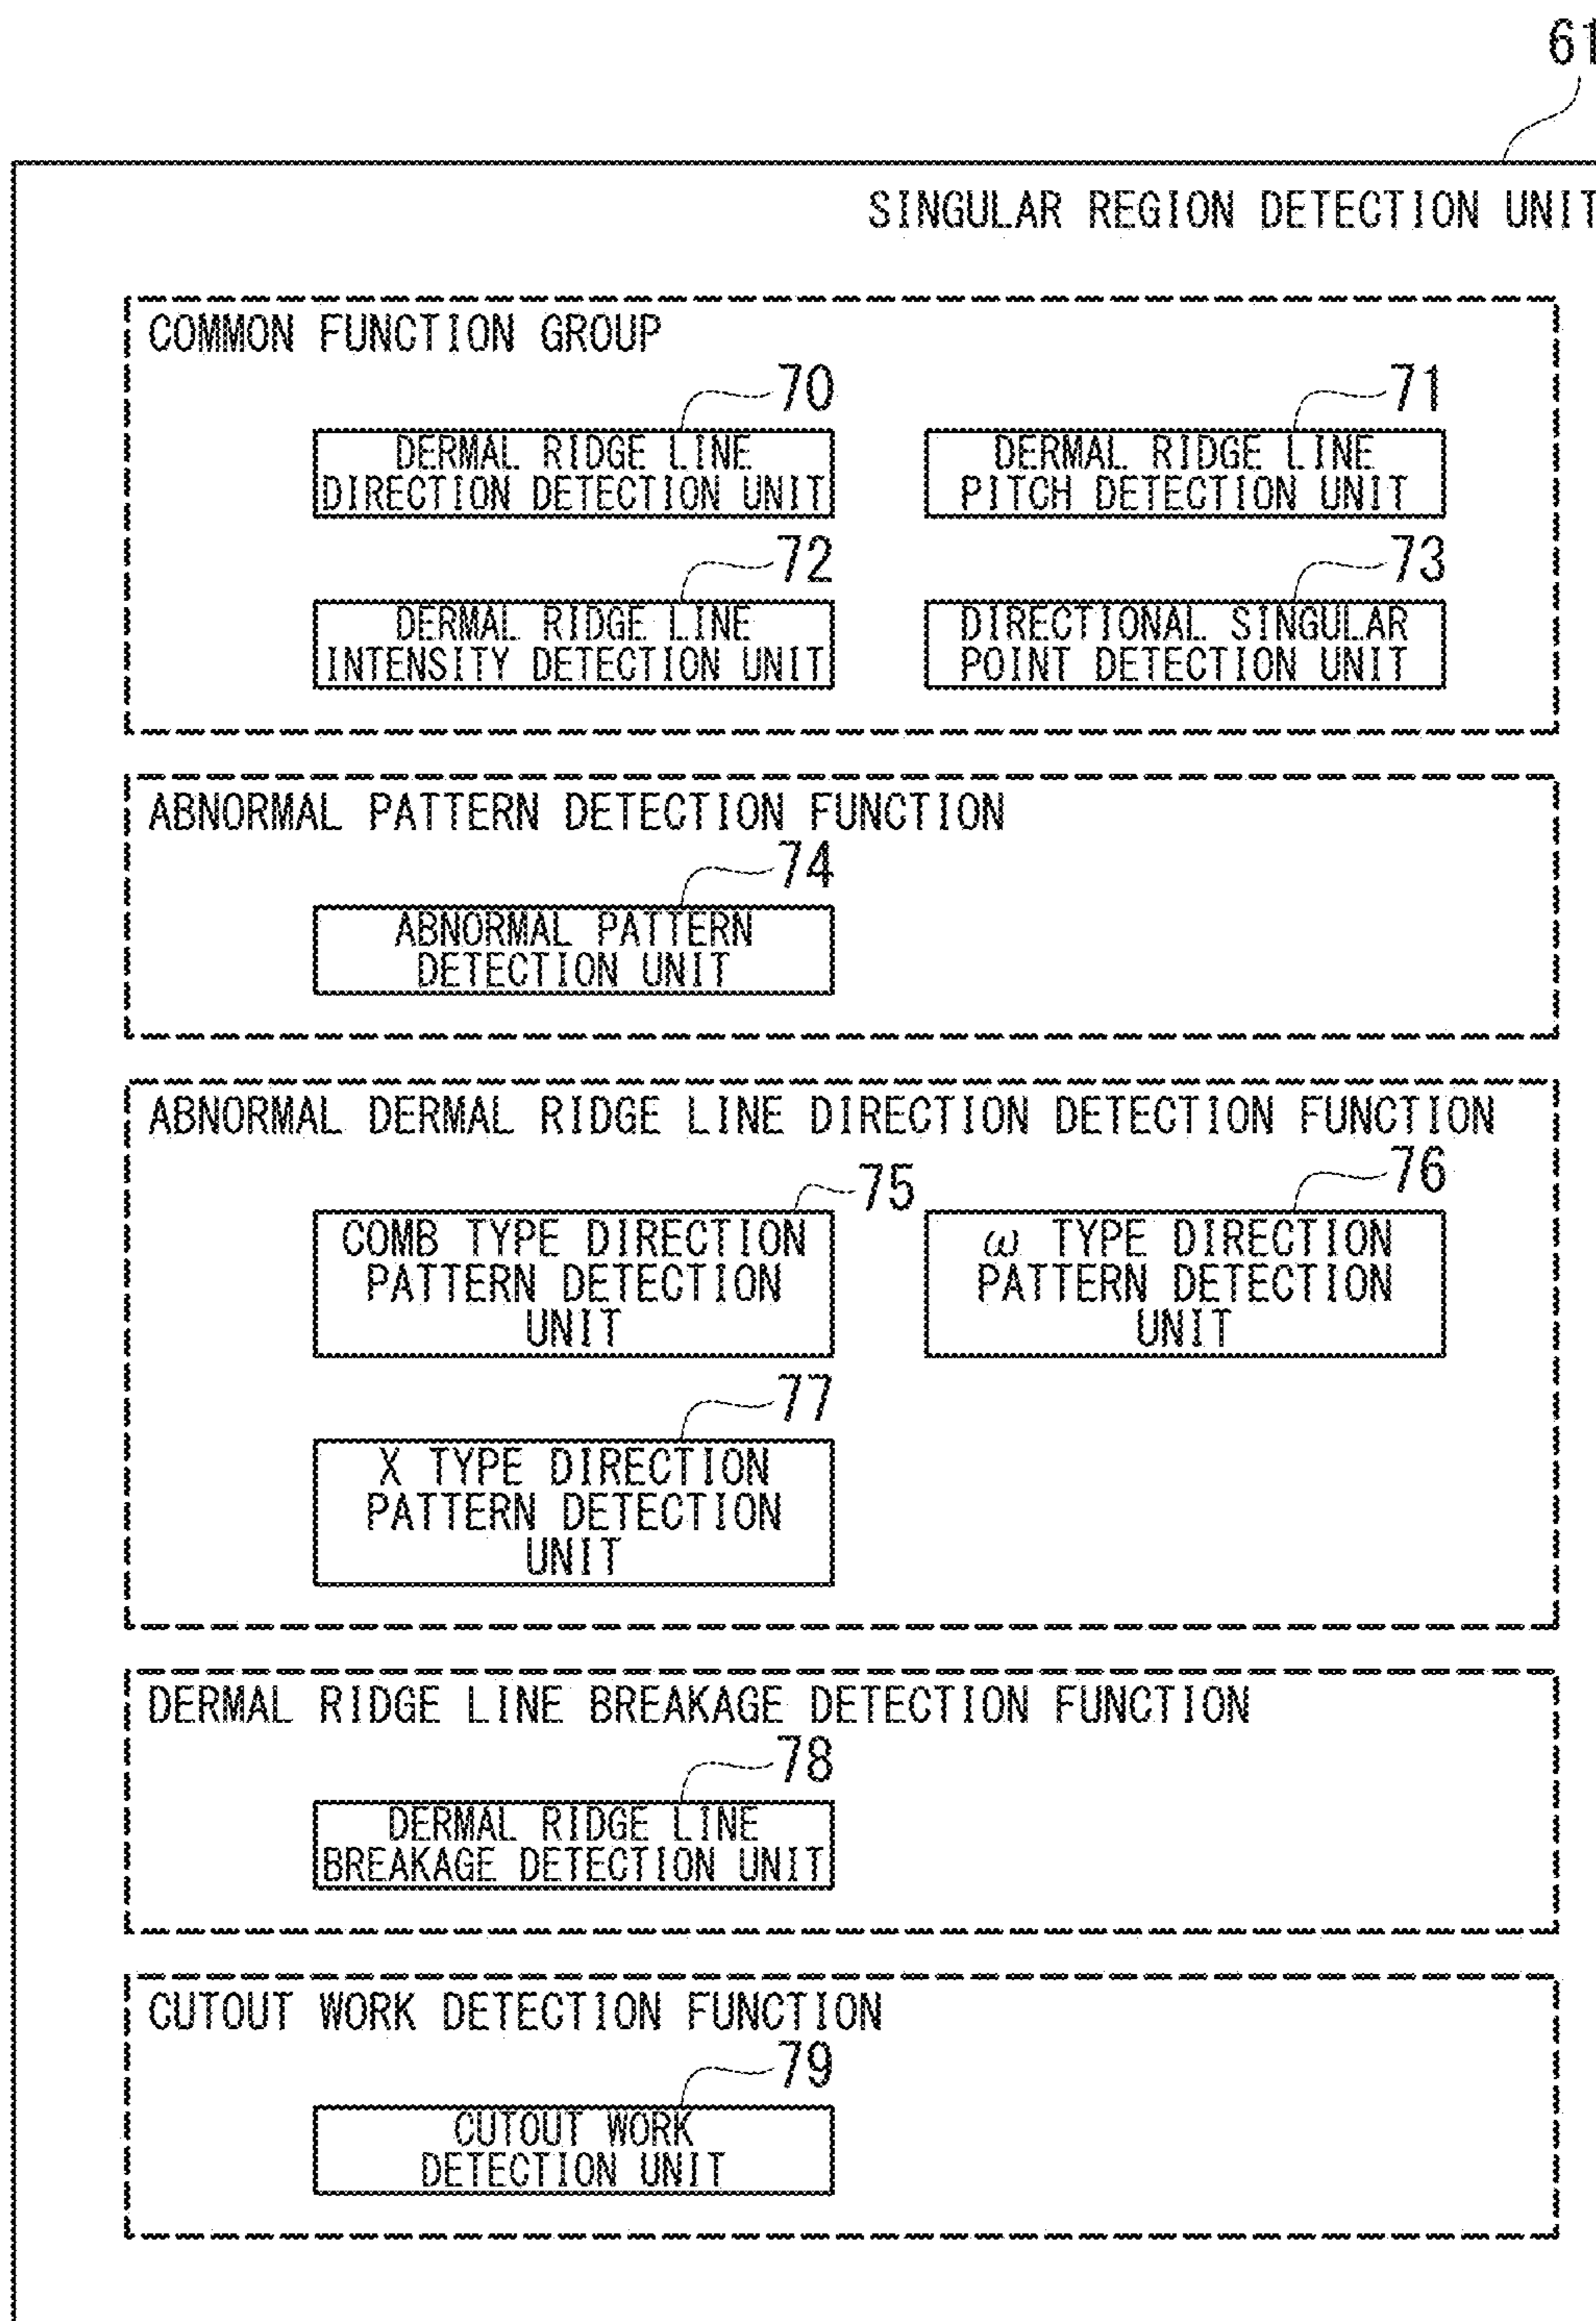 61
SINGULAR REGION DETECTION UNIT
COMMON FUNCTION GROUP
70
DERMAL RIDGE LINE
DIRECTION DETECTION UNIT
71
DERMAL RIDGE LINE
PITCH DETECTION UNIT
72
DERMAL RIDGE LINE
INTENSITY DETECTION UNIT
73
DIRECTIONAL SINGULAR
POINT DETECTION UNIT
ABNORMAL PATTERN DETECTION FUNCTION
74
ABNORMAL PATTERN
DETECTION UNIT
ABNORMAL DERMAL RIDGE LINE DIRECTION DETECTION FUNCTION
75
COMB TYPE DIRECTION
PATTERN DETECTION
UNIT
76
ω TYPE DIRECTION
PATTERN DETECTION
UNIT
77
X TYPE DIRECTION
PATTERN DETECTION
UNIT
DERMAL RIDGE LINE BREAKAGE DETECTION FUNCTION
78
DERMAL RIDGE LINE
BREAKAGE DETECTION UNIT
CUTOUT WORK DETECTION FUNCTION
79
CUTOUT WORK
DETECTION UNIT